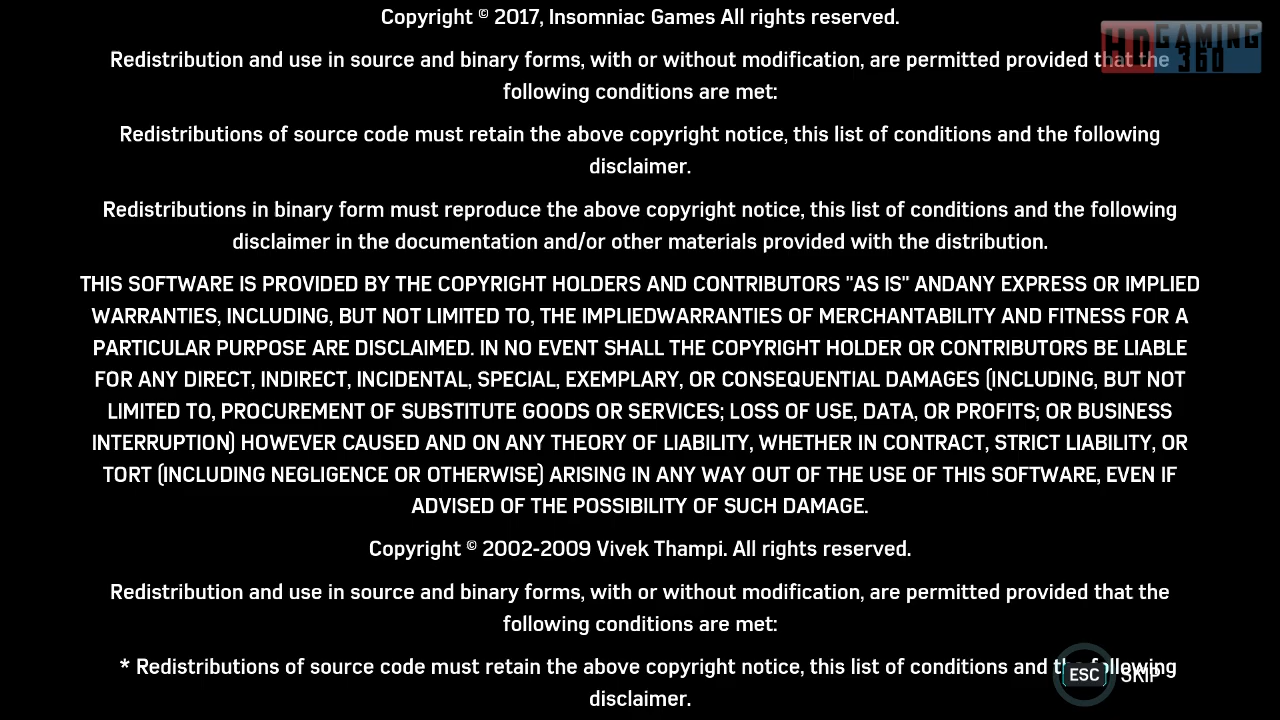 Copyright © 2017, Insomniac Games All rights reserved.
HD GAMING 360
Redistribution and use in source and binary forms, with or without modification, are permitted provided that the
following conditions are met:
Redistributions of source code must retain the above copyright notice, this list of conditions and the following
disclaimer.
Redistributions in binary form must reproduce the above copyright notice, this list of conditions and the following
disclaimer in the documentation and/or other materials provided with the distribution.
THIS SOFTWARE IS PROVIDED BY THE COPYRIGHT HOLDERS AND CONTRIBUTORS "AS IS" ANDANY EXPRESS OR IMPLIED
WARRANTIES, INCLUDING, BUT NOT LIMITED TO, THE IMPLIEDWARRANTIES OF MERCHANTABILITY AND FITNESS FOR A
PARTICULAR PURPOSE ARE DISCLAIMED. IN NO EVENT SHALL THE COPYRIGHT HOLDER OR CONTRIBUTORS BE LIABLE
FOR ANY DIRECT, INDIRECT, INCIDENTAL, SPECIAL, EXEMPLARY, OR CONSEQUENTIAL DAMAGES (INCLUDING, BUT NOT
LIMITED TO, PROCUREMENT OF SUBSTITUTE GOODS OR SERVICES; LOSS OF USE, DATA, OR PROFITS; OR BUSINESS
INTERRUPTION) HOWEVER CAUSED AND ON ANY THEORY OF LIABILITY, WHETHER IN CONTRACT, STRICT LIABILITY, OR
TORT (INCLUDING NEGLIGENCE OR OTHERWISE) ARISING IN ANY WAY OUT OF THE USE OF THIS SOFTWARE, EVEN IF
ADVISED OF THE POSSIBILITY OF SUCH DAMAGE.
Copyright © 2002-2009 Vivek Thampi. All rights reserved.
Redistribution and use in source and binary forms, with or without modification, are permitted provided that the
following conditions are met:
* Redistributions of source code must retain the above copyright notice, this list of conditions and the following
ESC SKIP
disclaimer.